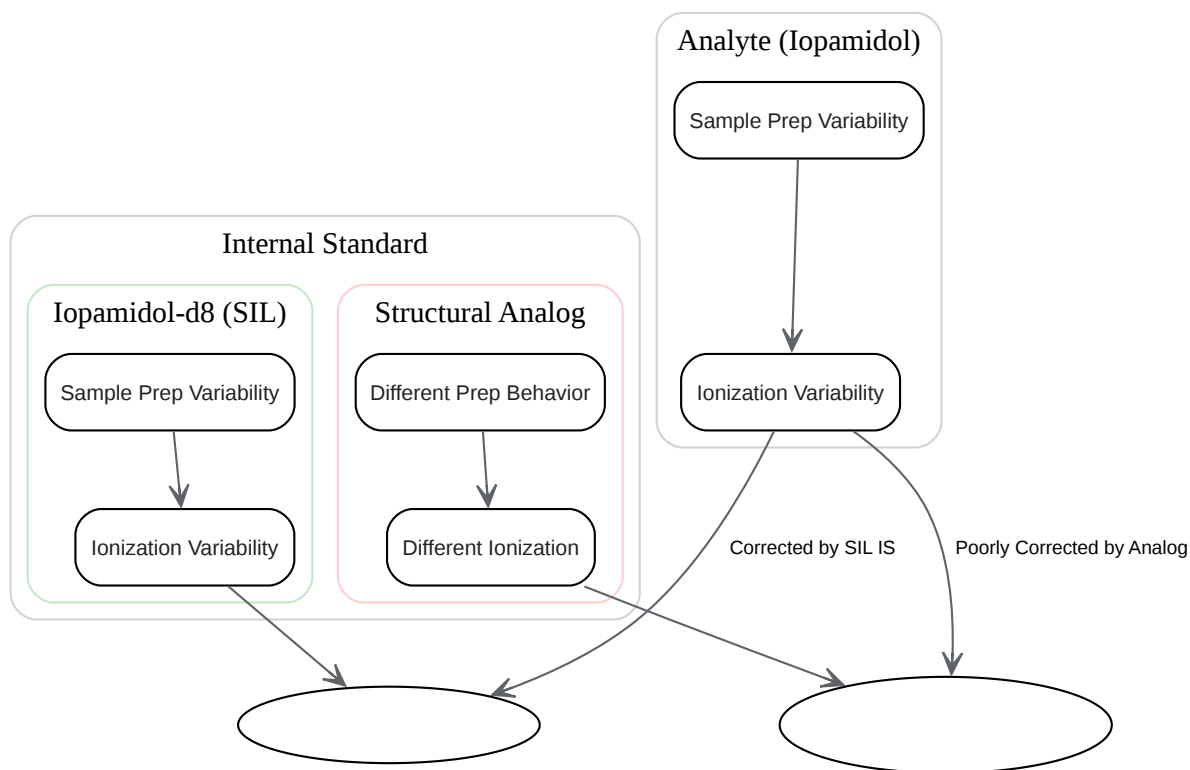 Analyte (Iopamidol)
Sample Prep Variability
Internal Standard
Iopamidol-d8 (SIL)
Structural Analog
Sample Prep Variability
Different Prep Behavior
Ionization Variability
Ionization Variability
Different Ionization
Corrected by SIL IS
Poorly Corrected by Analog